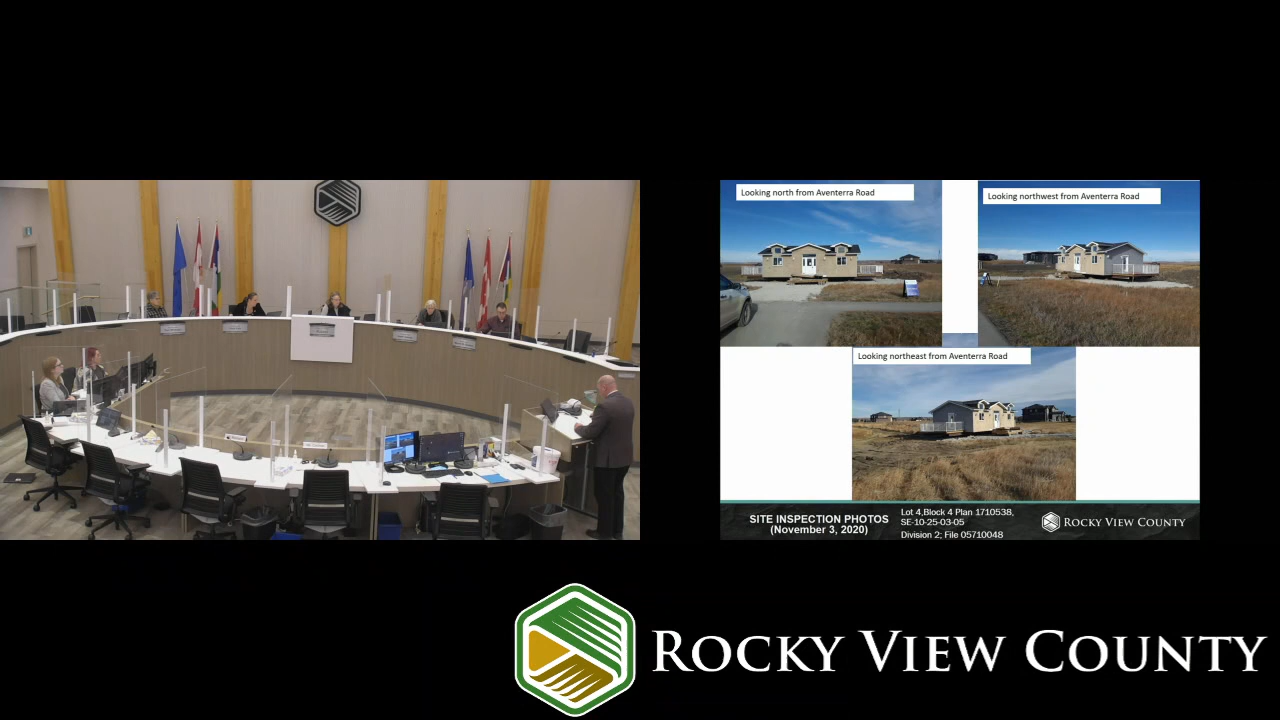 Looking north from Aventerra Road
Looking northwest from Aventerra Road
Looking northeast from Aventerra Road
SITE INSPECTION PHOTOS
(November 3, 2020)
Lot 4,Block 4 Plan 1710538,
SE-10-25-03-05
Division 2; File 05710048
ROCKY VIEW COUNTY
ROCKY VIEW COUNTY